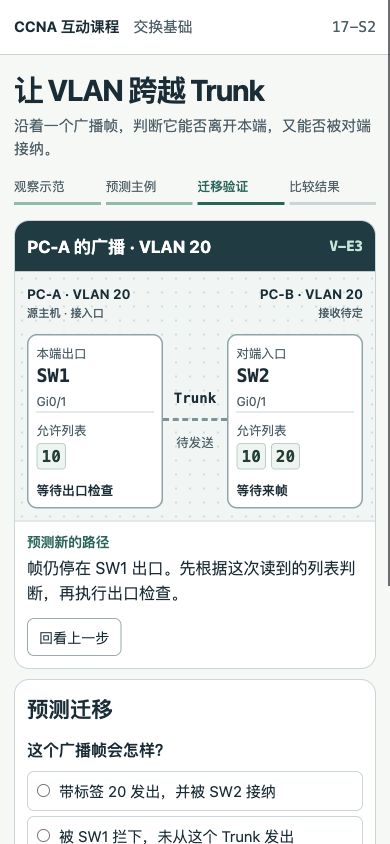 CCNA 互动课程 交换基础 17-S2
让 VLAN 跨越 Trunk
沿着一个广播帧，判断它能否离开本端，又能否被对端
接纳。
观察示范 预测主例 迁移验证 比较结果
PC-A 的广播 · VLAN 20 V-E3
PC-A · VLAN 20 PC-B · VLAN 20
源主机 · 接入口 接收待定
本端出口
SW1
Gi0/1
允许列表
10
等待出口检查
Trunk
待发送
对端入口
SW2
Gi0/1
允许列表
10 20
等待来帧
预测新的路径
帧仍停在 SW1 出口。先根据这次读到的列表判
断，再执行出口检查。
回看上一步
预测迁移
这个广播帧会怎样?
带标签 20 发出，并被 SW2 接纳
被 SW1 拦下，未从这个 Trunk 发出